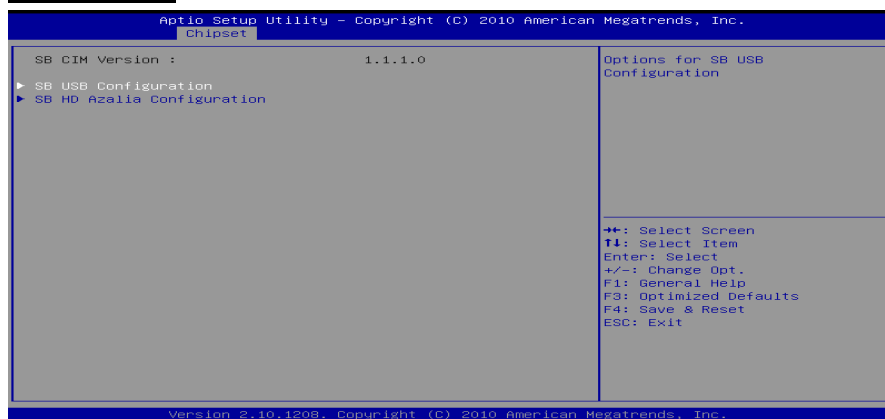 Aptio Setup Utility – Copyright (C) 2010 American Megatrends, Inc.
Chipset
SB CIM Version : 1.1.1.0
► SB USB Configuration
► SB HD Azalia Configuration
Options for SB USB
Configuration
→←: Select Screen
↑↓: Select Item
Enter: Select
+/-: Change Opt.
F1: General Help
F3: Optimized Defaults
F4: Save & Reset
ESC: Exit
Version 2.10.1208. Copyright (C) 2010 American Megatrends, Inc.